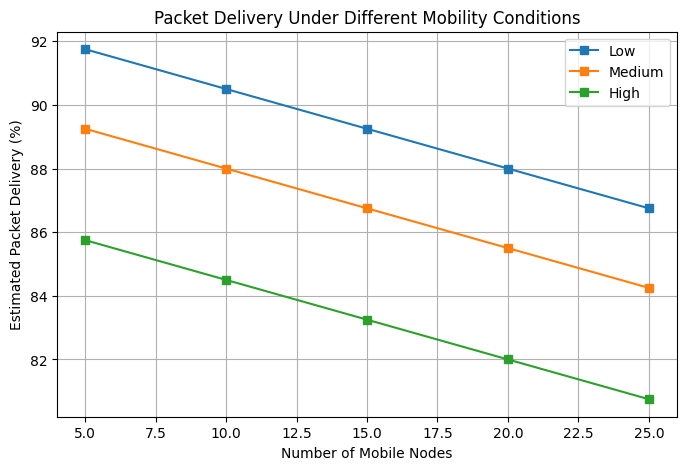 Packet Delivery Under Different Mobility Conditions
Low
Medium
High
Estimated Packet Delivery (%)
92
90
88
86
84
82
5.0 7.5 10.0 12.5 15.0 17.5 20.0 22.5 25.0
Number of Mobile Nodes